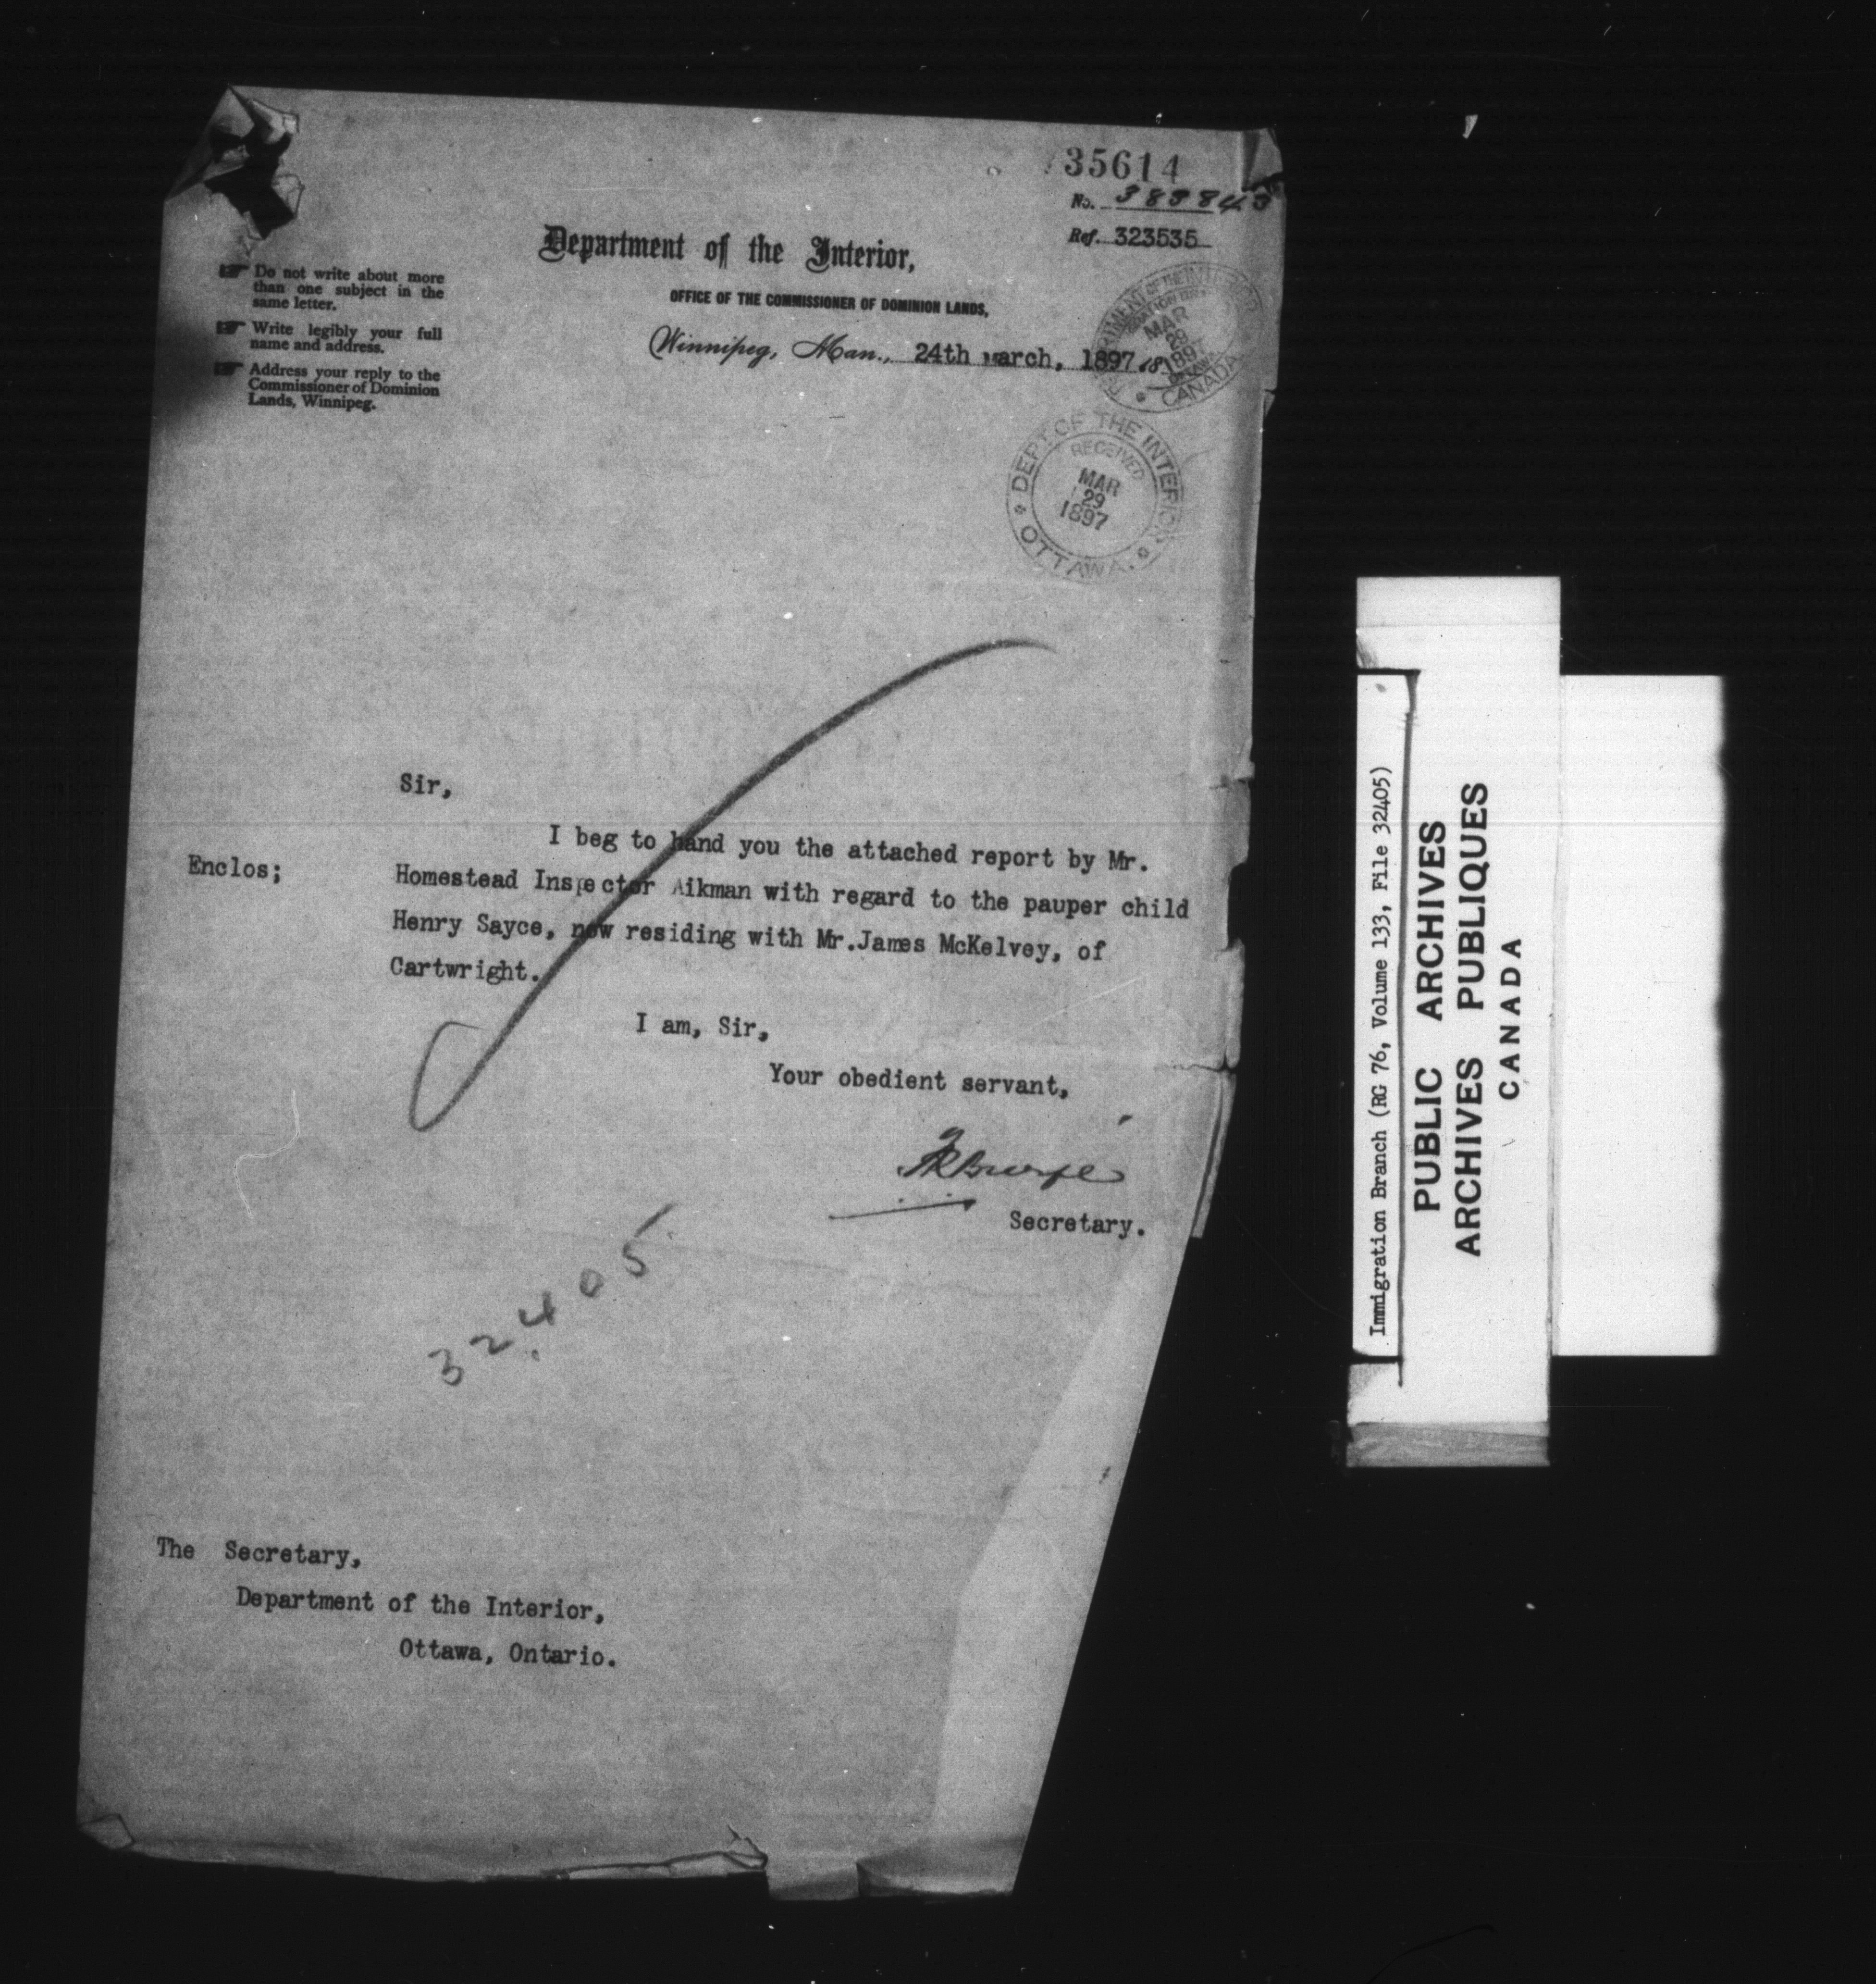 35614
No. 388843
Ref. 323535
Department of the Interior,
OFFICE OF THE COMMISSIONER OF DOMINION LANDS,
Winnipeg, Man., 24th March, 1897 18
Do not write about more
than one subject in the
same letter.
Write legibly your full
name and address.
Address your reply to the
Commissioner of Dominion
Lands, Winnipeg.
MAR
189
CANADA
DEPT. OF THE INTERIOR
RECEIVED
MAR
29
1897
OTTAWA.
Sir,
I beg to hand you the attached report by Mr.
Enclos;
Homestead Inspector Aikman with regard to the pauper child
Henry Sayce, now residing with Mr.James McKelvey, of
Cartwright.
I am, Sir,
Your obedient servant,
Secretary.
32405
The Secretary,
Department of the Interior,
Ottawa, Ontario.
Immigration Branch (RG 76, Volume 133, File 32405)
PUBLIC ARCHIVES
ARCHIVES PUBLIQUES
CANADA